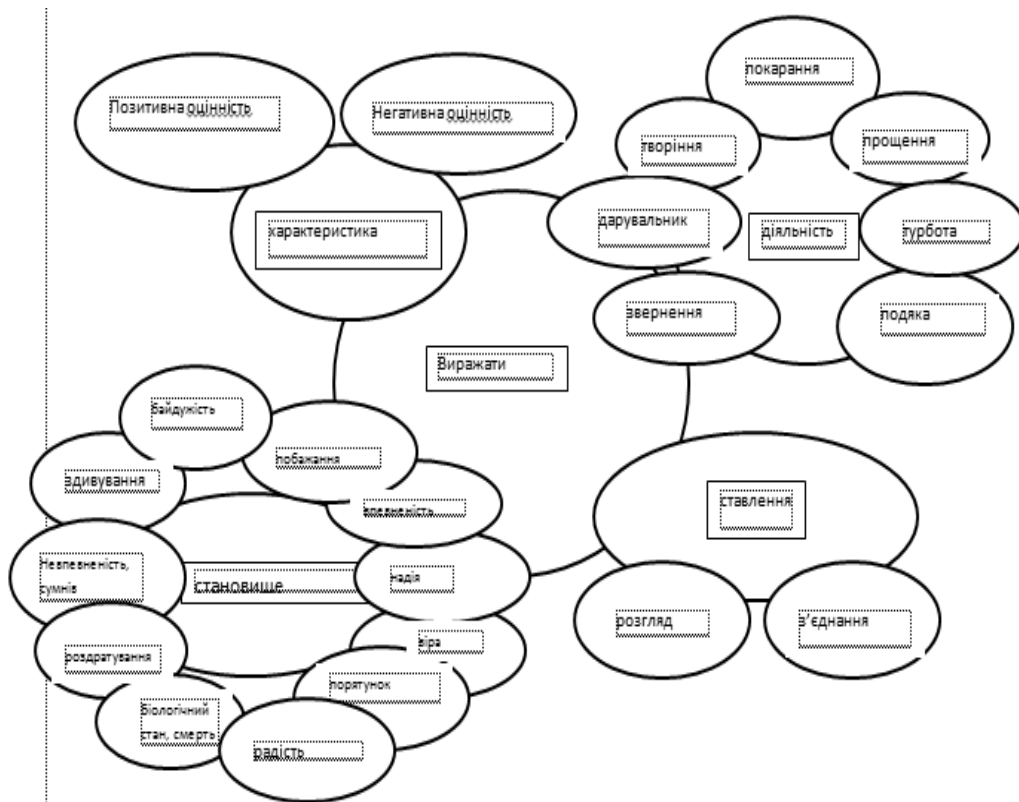 покарання
Позитивна оцінність
Негативна оцінність
творіння
прощення
характеристика
дарувальник
діяльність
турбота
звернення
подяка
Виражати
байдужість
побажання
здивування
впевненість
ставлення
Невпевненість,
сумнів
становище
надія
розгляд
з’єднання
віра
роздратування
порятунок
біологічний
стан, смерть
радість